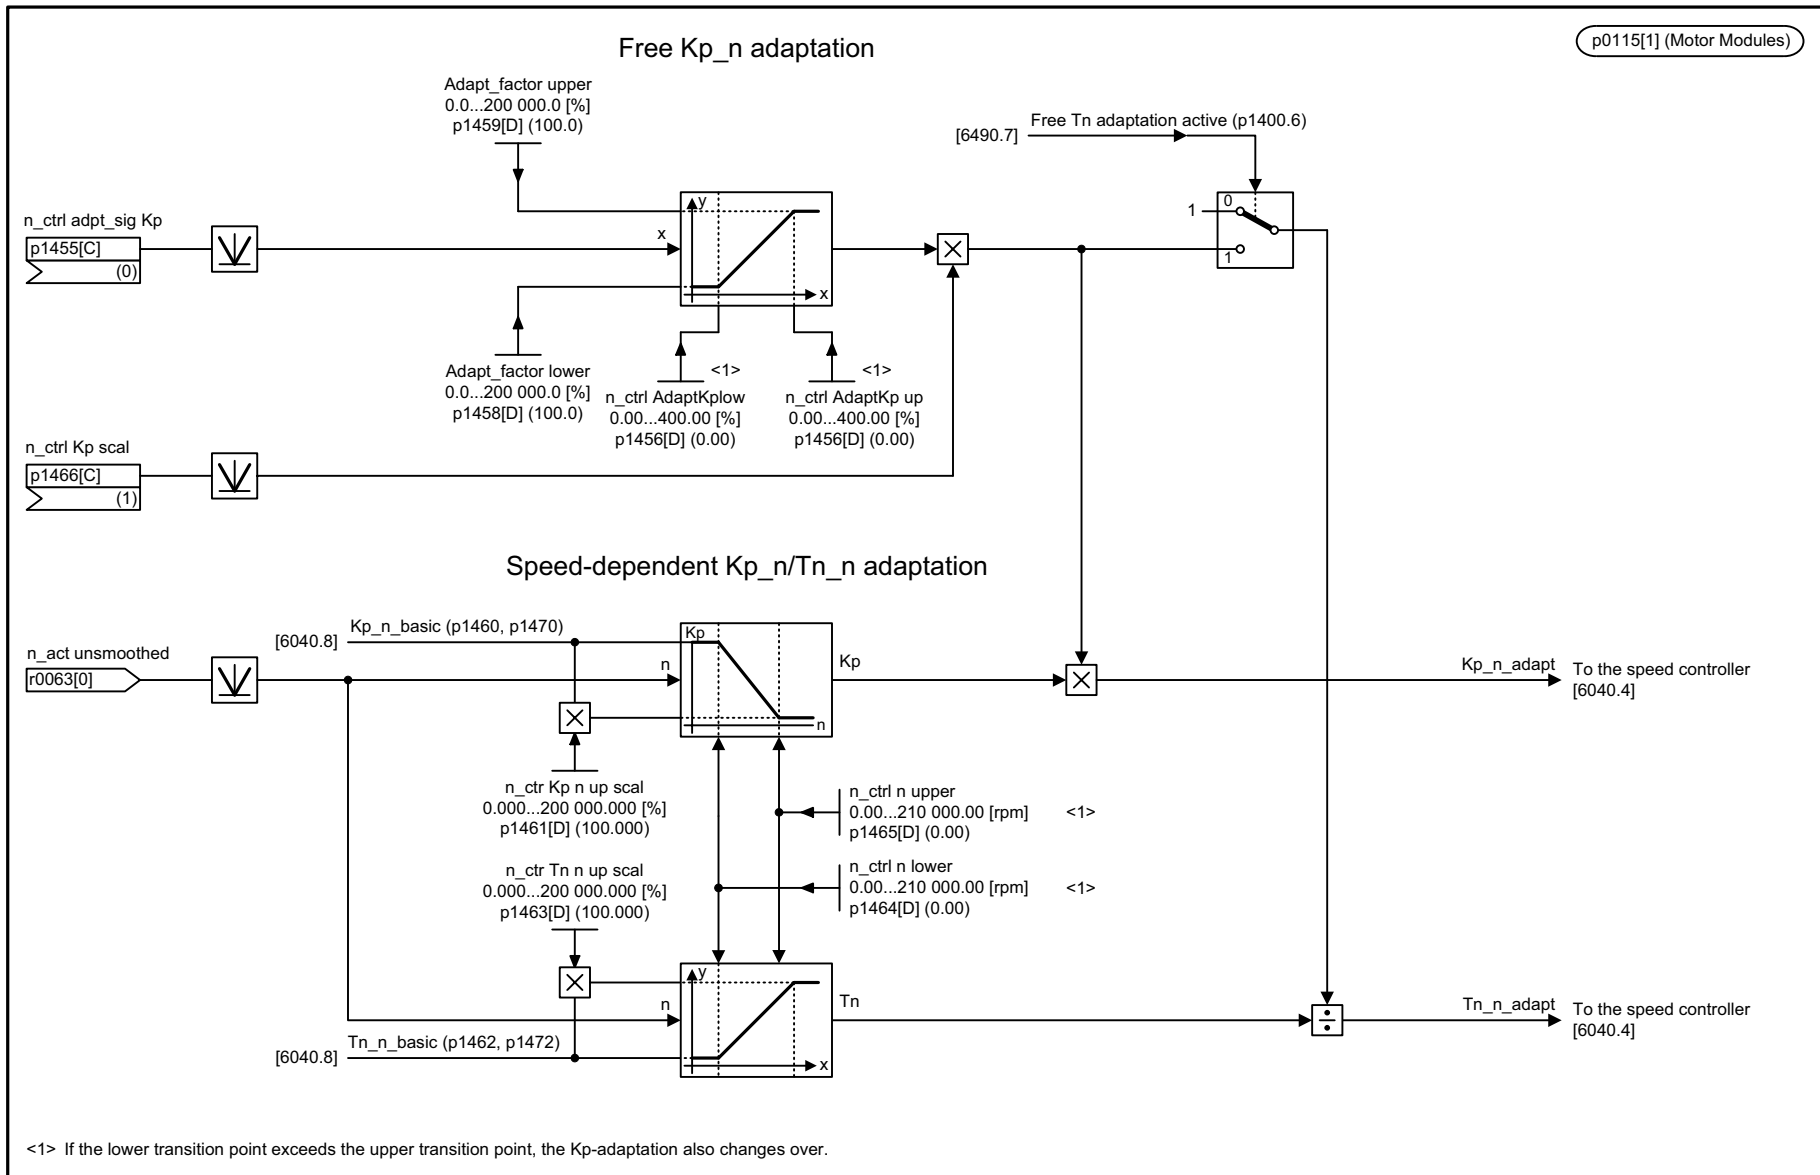 Free Kp_n adaptation
p0115[1] (Motor Modules)
Adapt_factor upper
0.0...200 000.0 [%]
p1459[D] (100.0)
Free Tn adaptation active (p1400.6)
[6490.7]
n_ctrl adpt_sig Kp
p1455[C]
(0)
x
y
x
1
0
1
Adapt_factor lower
0.0...200 000.0 [%]
p1458[D] (100.0)
<1>
n_ctrl AdaptKplow
0.00...400.00 [%]
p1456[D] (0.00)
<1>
n_ctrl AdaptKp up
0.00...400.00 [%]
p1456[D] (0.00)
n_ctrl Kp scal
p1466[C]
(1)
Speed-dependent Kp_n/Tn_n adaptation
[6040.8]
Kp_n_basic (p1460, p1470)
n_act unsmoothed
r0063[0]
n
Kp
n
Kp
Kp_n_adapt
To the speed controller
[6040.4]
n_ctr Kp n up scal
0.000...200 000.000 [%]
p1461[D] (100.000)
n_ctrl n upper
0.00...210 000.00 [rpm]
p1465[D] (0.00)
<1>
n_ctr Tn n up scal
0.000...200 000.000 [%]
p1463[D] (100.000)
n_ctrl n lower
0.00...210 000.00 [rpm]
p1464[D] (0.00)
<1>
n
y
x
Tn
Tn_n_adapt
To the speed controller
[6040.4]
[6040.8]
Tn_n_basic (p1462, p1472)
<1> If the lower transition point exceeds the upper transition point, the Kp-adaptation also changes over.